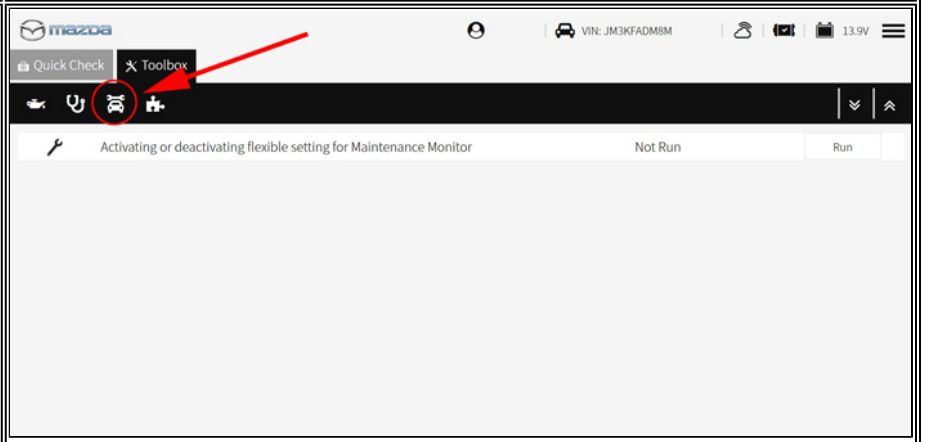 mazda
VIN: JM3KFADM8M
13.9V
Quick Check
Toolbox
Activating or deactivating flexible setting for Maintenance Monitor
Not Run
Run